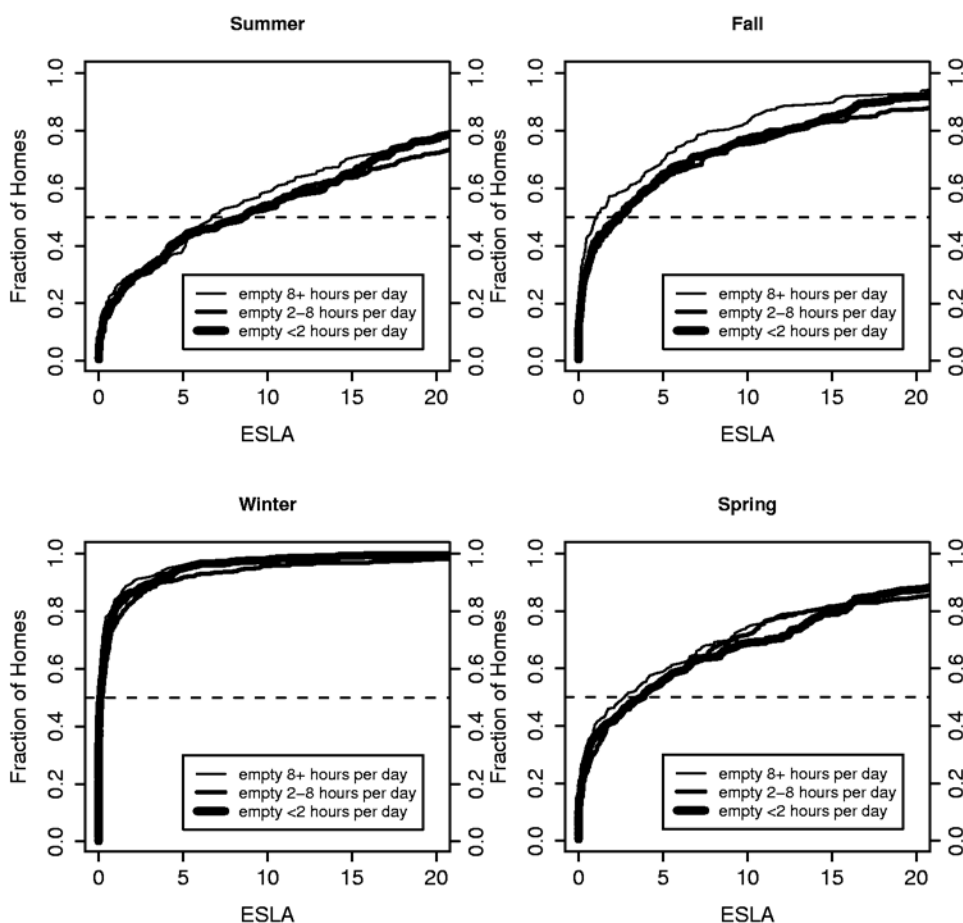 Summer
Fraction of Homes
0.0 0.2 0.4 0.6 0.8 1.0
0.0 0.2 0.4 0.6 0.8 1.0
empty 8+ hours per day
empty 2−8 hours per day
empty <2 hours per day
0 5 10 15 20
ESLA
Fall
Fraction of Homes
0.0 0.2 0.4 0.6 0.8 1.0
0.0 0.2 0.4 0.6 0.8 1.0
empty 8+ hours per day
empty 2−8 hours per day
empty <2 hours per day
0 5 10 15 20
ESLA
Winter
Fraction of Homes
0.0 0.2 0.4 0.6 0.8 1.0
0.0 0.2 0.4 0.6 0.8 1.0
empty 8+ hours per day
empty 2−8 hours per day
empty <2 hours per day
0 5 10 15 20
ESLA
Spring
Fraction of Homes
0.0 0.2 0.4 0.6 0.8 1.0
0.0 0.2 0.4 0.6 0.8 1.0
empty 8+ hours per day
empty 2−8 hours per day
empty <2 hours per day
0 5 10 15 20
ESLA